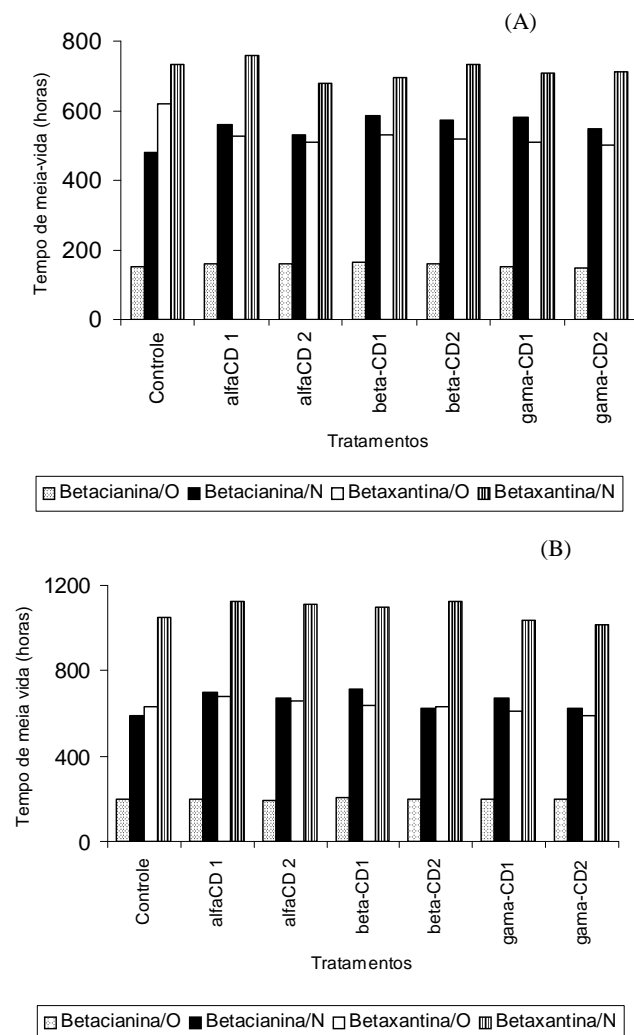 (A)
Tempo de meia-vida (horas)
800
600
400
200
0
Controle
alfaCD 1
alfaCD 2
beta-CD1
beta-CD2
gama-CD1
gama-CD2
Tratamentos
Betacianina/O Betacianina/N Betaxantina/O Betaxantina/N
(B)
Tempo de meia vida (horas)
1200
800
400
0
Controle
alfaCD 1
alfaCD 2
beta-CD1
beta-CD2
gama-CD1
gama-CD2
Tratamentos
Betacianina/O Betacianina/N Betaxantina/O Betaxantina/N